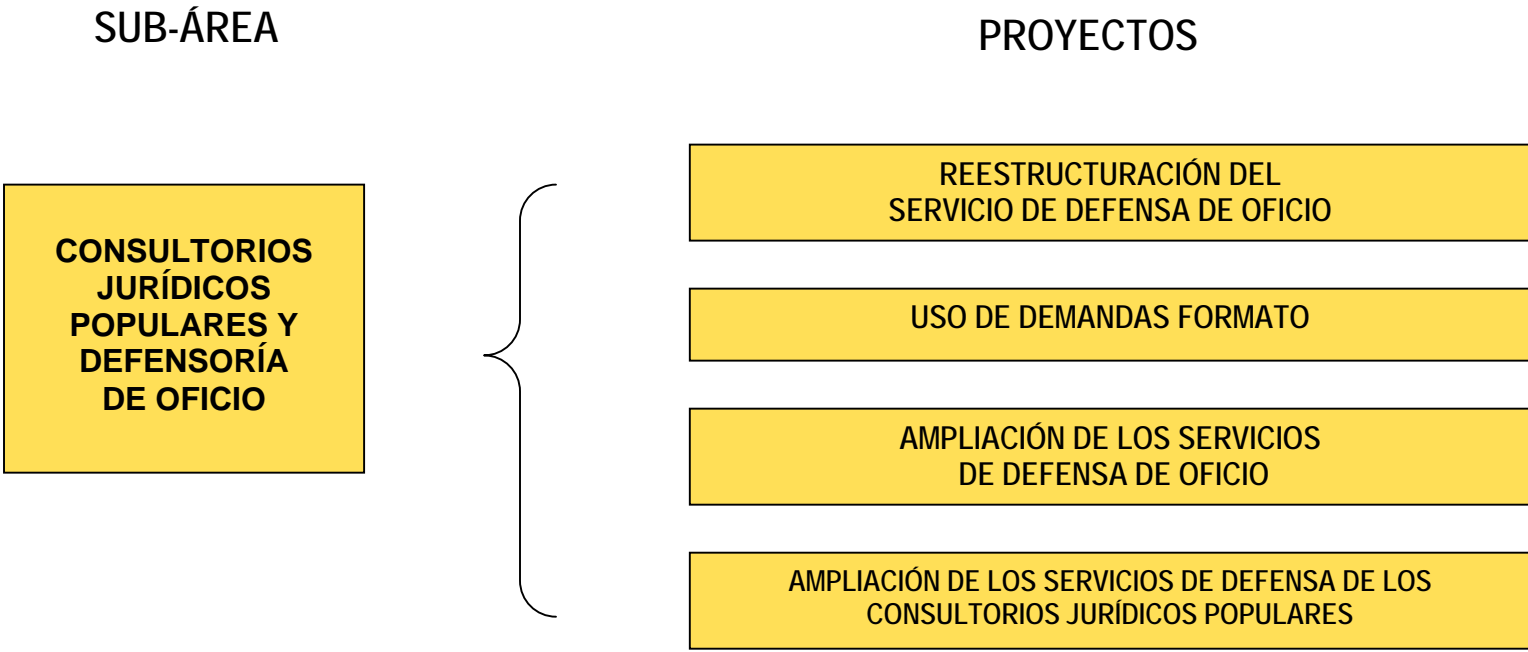 SUB-ÁREA
PROYECTOS
CONSULTORIOS
JURÍDICOS
POPULARES Y
DEFENSORÍA
DE OFICIO
REESTRUCTURACIÓN DEL
SERVICIO DE DEFENSA DE OFICIO
USO DE DEMANDAS FORMATO
AMPLIACIÓN DE LOS SERVICIOS
DE DEFENSA DE OFICIO
AMPLIACIÓN DE LOS SERVICIOS DE DEFENSA DE LOS
CONSULTORIOS JURÍDICOS POPULARES